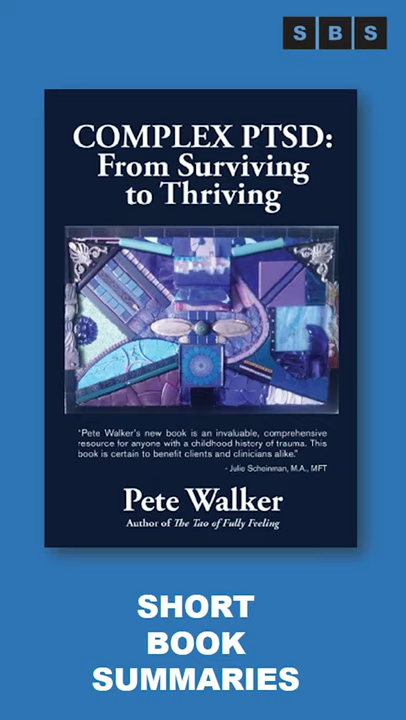 S B S
COMPLEX PTSD:
From Surviving
to Thriving
"Pete Walker's new book is an invaluable, comprehensive
resource for anyone with a childhood history of trauma. This
book is certain to benefit clients and clinicians alike."
- Julie Scheinman, M.A., MFT
Pete Walker
Author of The Tao of Fully Feeling
SHORT
BOOK
SUMMARIES